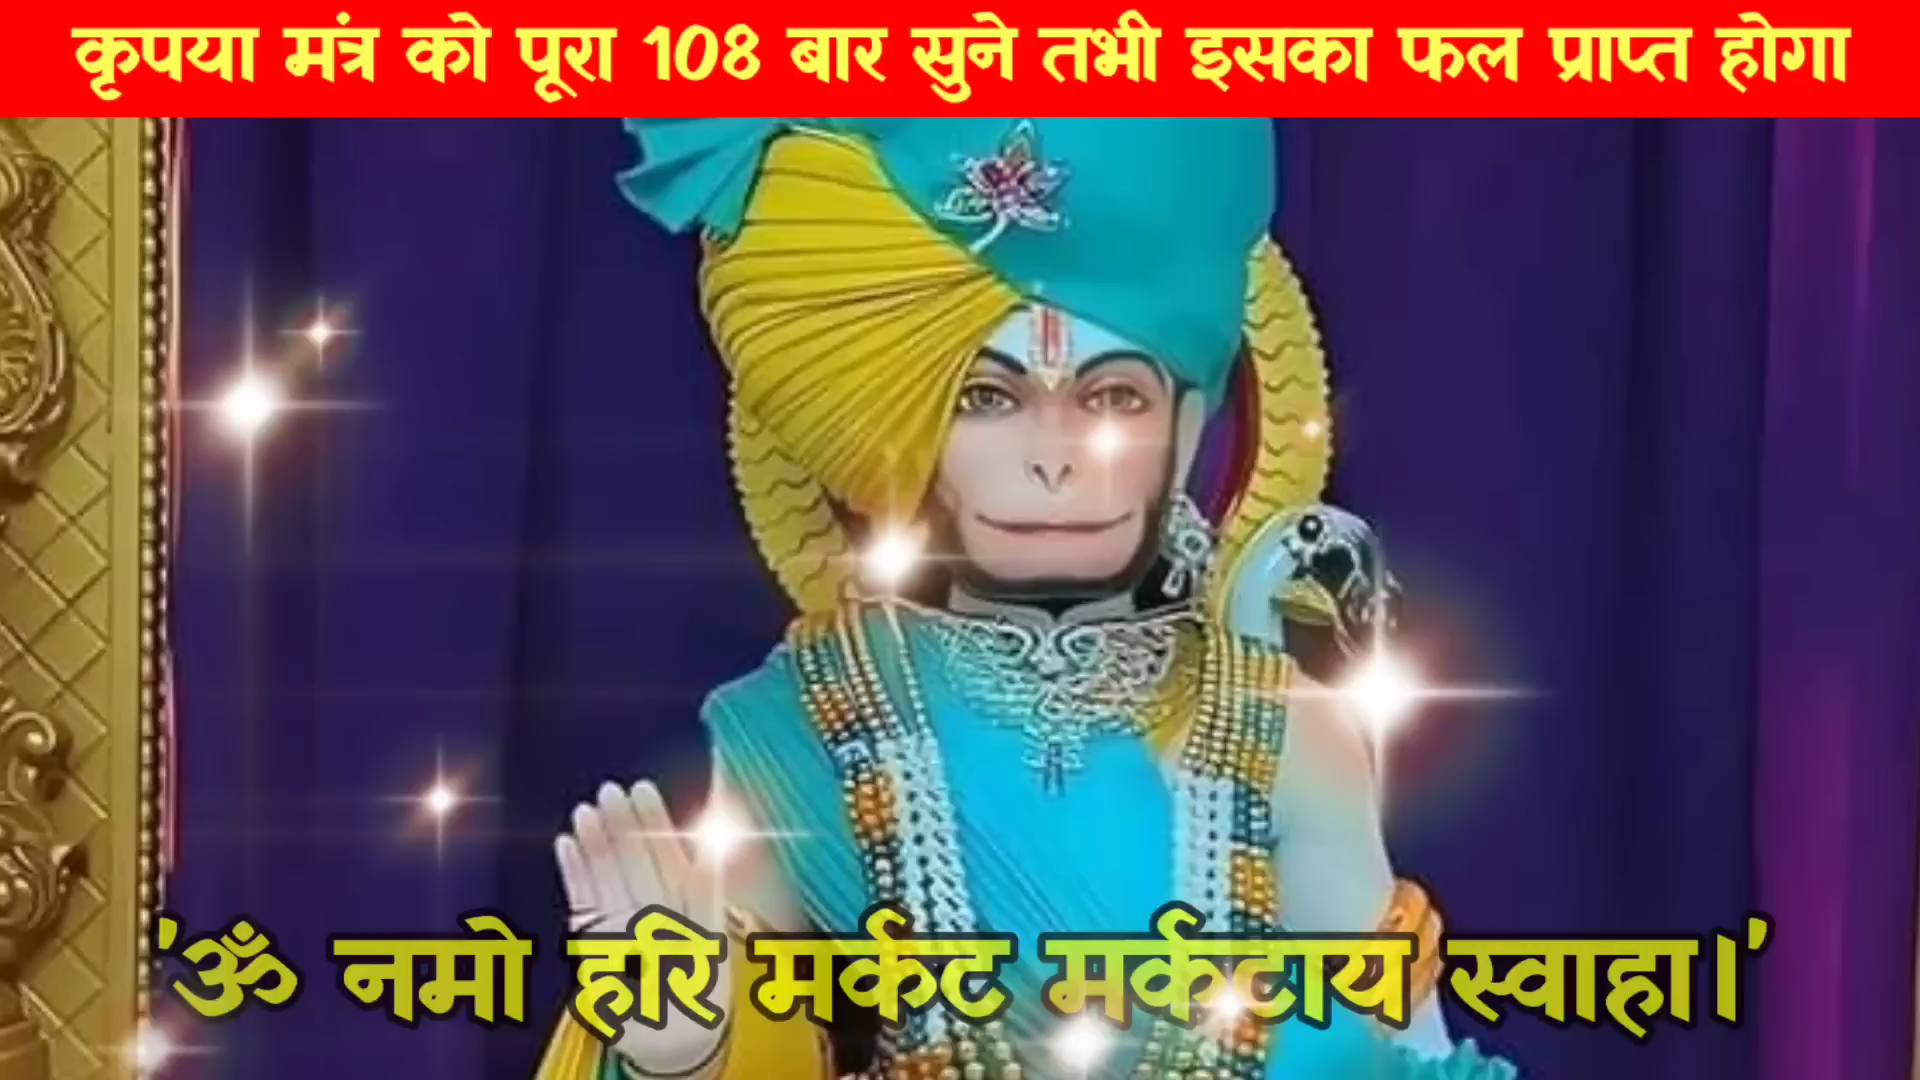 कृपया मंत्र को पूरा 108 बार सुने तभी इसका फल प्राप्त होगा
'ॐ नमो हरि मर्कट मर्कटाय स्वाहा।'